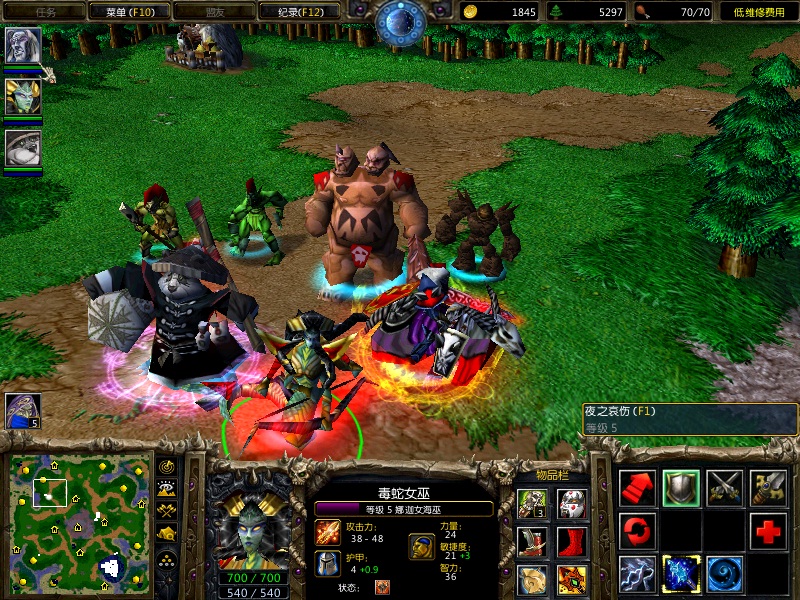 任务
菜单(F10)
盟友
纪录(F12)
1845
5297
70/70
低维修费用
5
夜之哀伤(F1)
等级 5
毒蛇女巫
等级 5 娜迦女海巫
攻击力:
38 - 48
护甲:
4 +0.9
状态:
力量:
24
敏捷度:
21 +3
智力:
36
700 / 700
540 / 540
物品栏
3